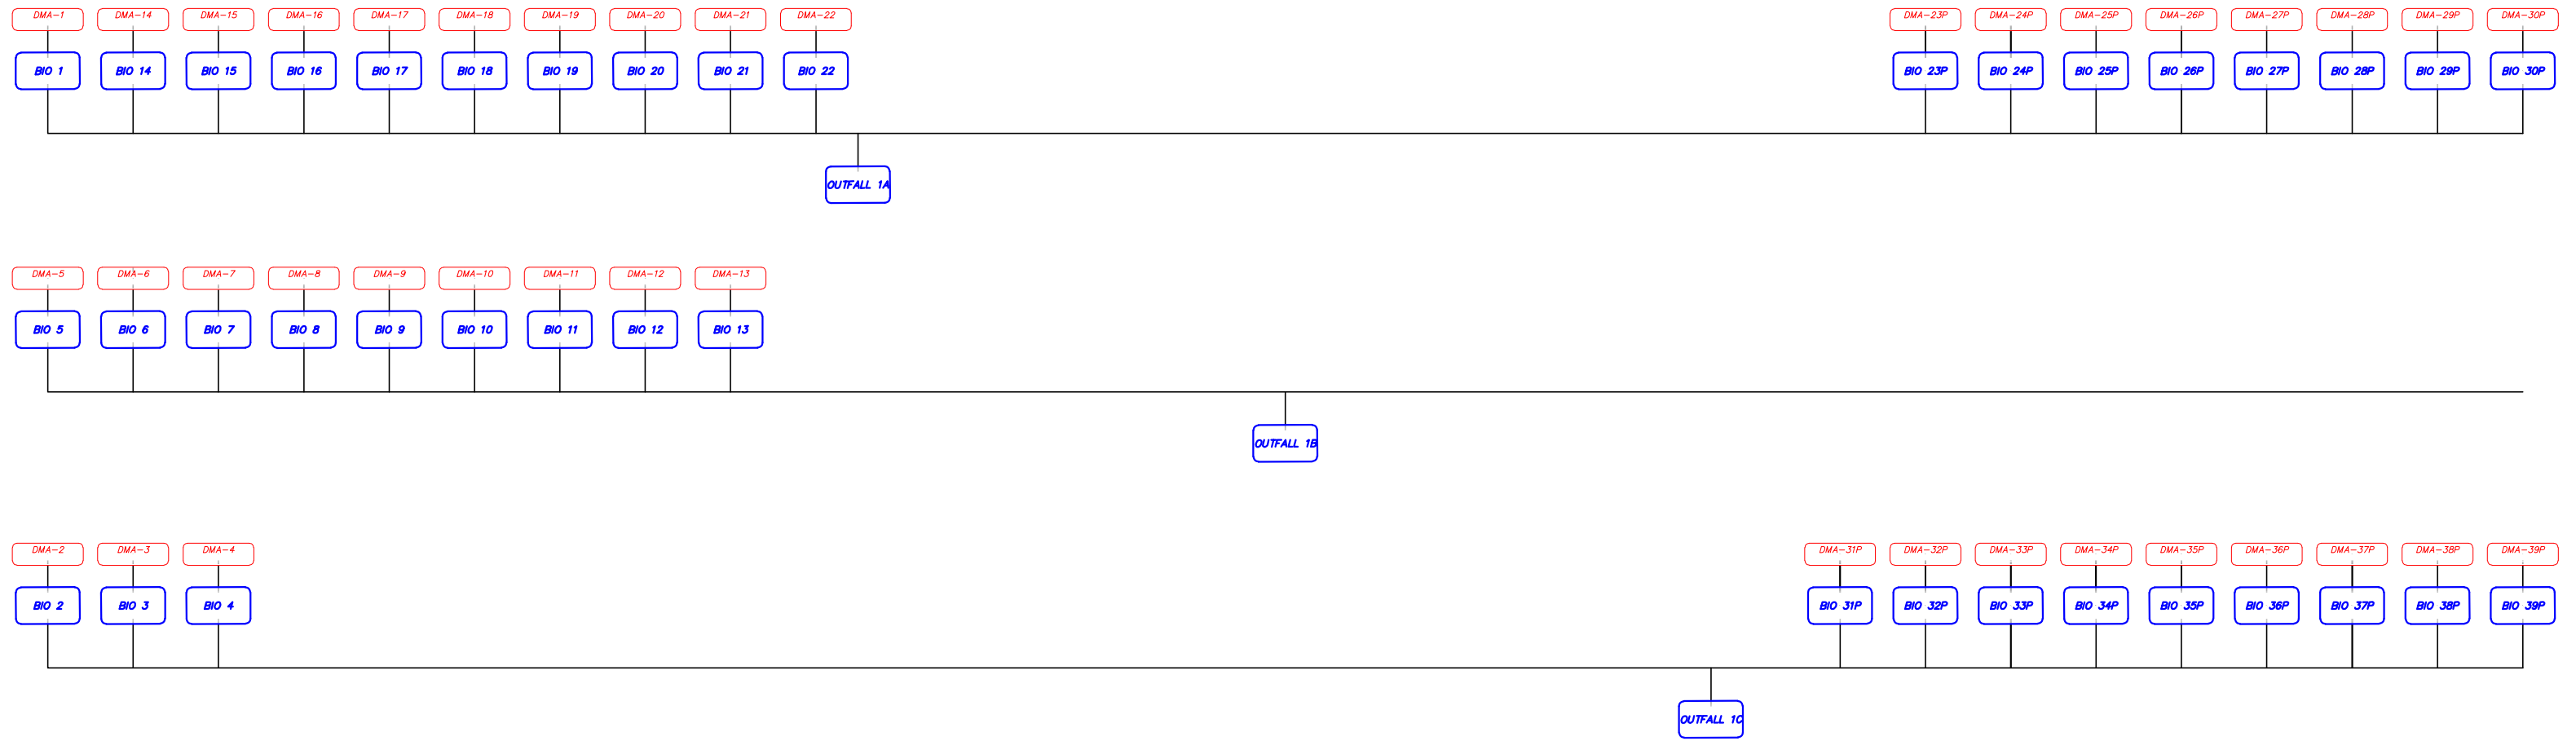 DMA-1 DMA-14 DMA-15 DMA-16 DMA-17 DMA-18 DMA-19 DMA-20 DMA-21 DMA-22 DMA-23P DMA-24P DMA-25P DMA-26P DMA-27P DMA-28P DMA-29P DMA-30P
BIO 1 BIO 14 BIO 15 BIO 16 BIO 17 BIO 18 BIO 19 BIO 20 BIO 21 BIO 22 BIO 23P BIO 24P BIO 25P BIO 26P BIO 27P BIO 28P BIO 29P BIO 30P
OUTFALL 1A
DMA-5 DMA-6 DMA-7 DMA-8 DMA-9 DMA-10 DMA-11 DMA-12 DMA-13
BIO 5 BIO 6 BIO 7 BIO 8 BIO 9 BIO 10 BIO 11 BIO 12 BIO 13
OUTFALL 1B
DMA-2 DMA-3 DMA-4 DMA-31P DMA-32P DMA-33P DMA-34P DMA-35P DMA-36P DMA-37P DMA-38P DMA-39P
BIO 2 BIO 3 BIO 4 BIO 31P BIO 32P BIO 33P BIO 34P BIO 35P BIO 36P BIO 37P BIO 38P BIO 39P
OUTFALL 1C